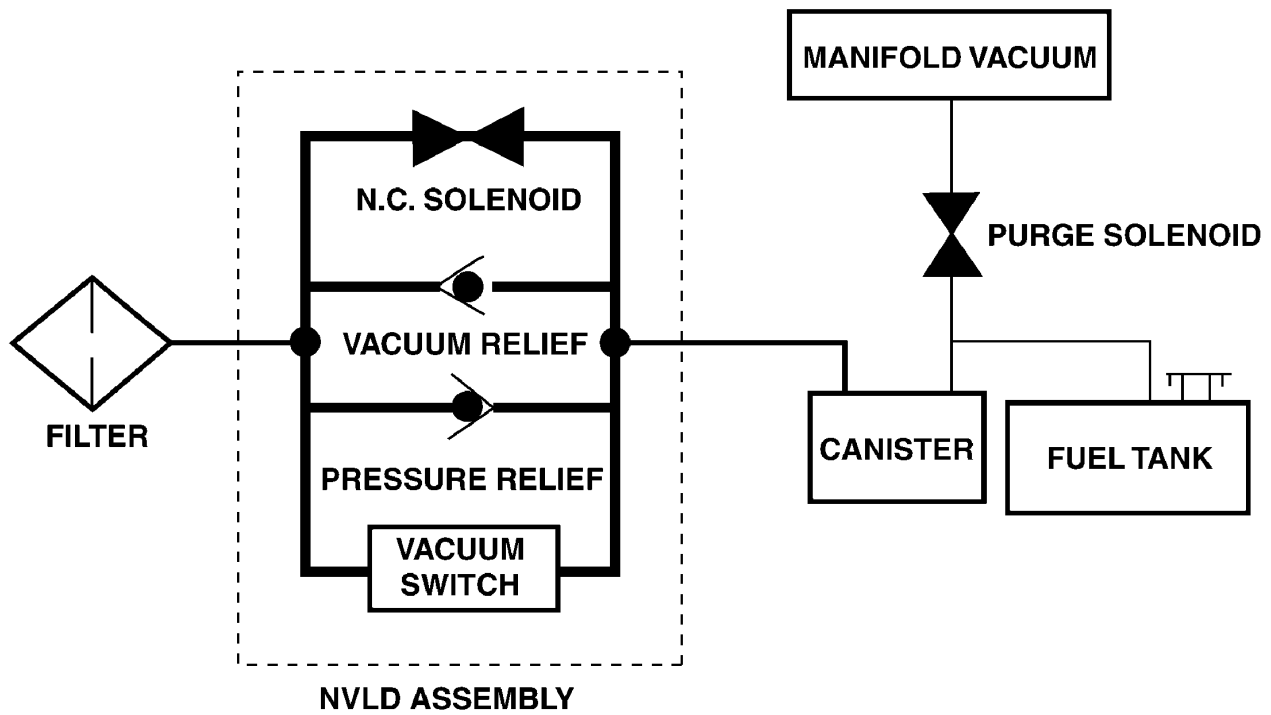 MANIFOLD VACUUM
N.C. SOLENOID
PURGE SOLENOID
VACUUM RELIEF
FILTER
CANISTER
FUEL TANK
PRESSURE RELIEF
VACUUM
SWITCH
NVLD ASSEMBLY